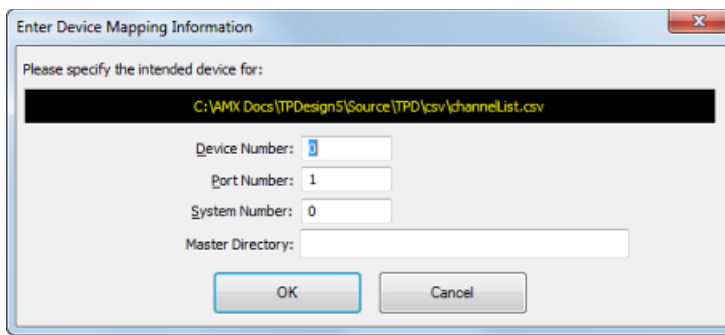 Enter Device Mapping Information
Please specify the intended device for:
C:\AMX Docs\TPDesign5\Source\TPD\csv\channelList.csv
Device Number: 0
Port Number: 1
System Number: 0
Master Directory:
OK Cancel